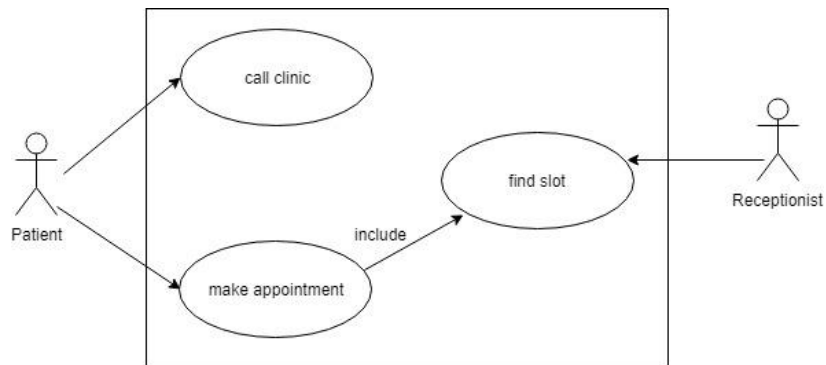 call clinic
find slot
Patient
Receptionist
include
make appointment